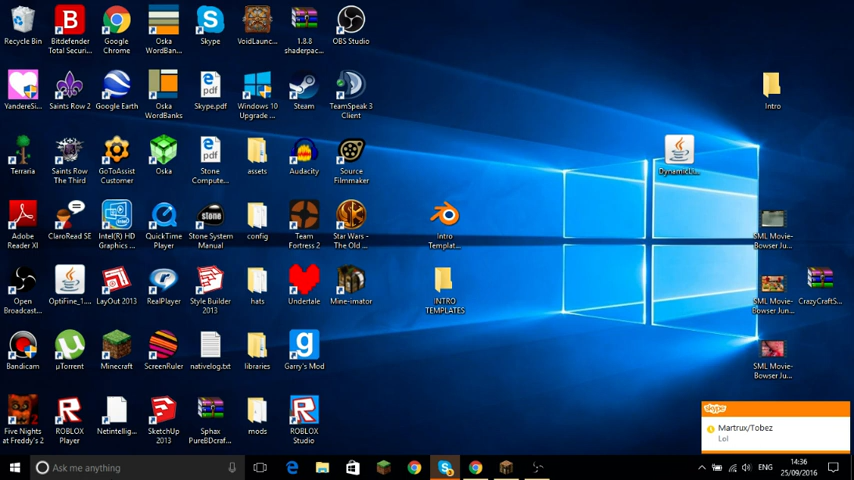 Recycle Bin
Bitdefender
Total Securi...
Google
Chrome
Oska
WordBan...
Skype
VoidLaunc...
1.8.8
shaderpac...
OBS Studio
YandereSi...
Saints Row 2
Google Earth
Oska
WordBanks
Skype.pdf
Windows 10
Upgrade ...
Steam
TeamSpeak 3
Client
Intro
Terraria
Saints Row
The Third
GoToAssist
Customer
Oska
Stone
Compute...
assets
Audacity
Source
Filmmaker
DynamicLi...
Adobe
Reader XI
ClaroRead SE
Intel(R) HD
Graphics ...
QuickTime
Player
stone
Stone System
Manual
config
Team
Fortress 2
Star Wars -
The Old ...
Intro
Templat...
SML Movie-
Bowser Ju...
Open
Broadcast...
OptiFine_1....
LayOut 2013
RealPlayer
Style Builder
2013
hats
Undertale
Mine-imator
INTRO
TEMPLATES
SML Movie-
Bowser Jun...
CrazyCraftS...
Bandicam
µTorrent
Minecraft
ScreenRuler
nativelog.txt
libraries
Garry's Mod
SML Movie-
Bowser Ju...
Five Nights
at Freddy's 2
ROBLOX
Player
Netintellig...
SketchUp
2013
Sphax
PureBDcraf...
mods
ROBLOX
Studio
skype
Martrux/Tobez
Lol
Ask me anything
ENG
14:36
25/09/2016